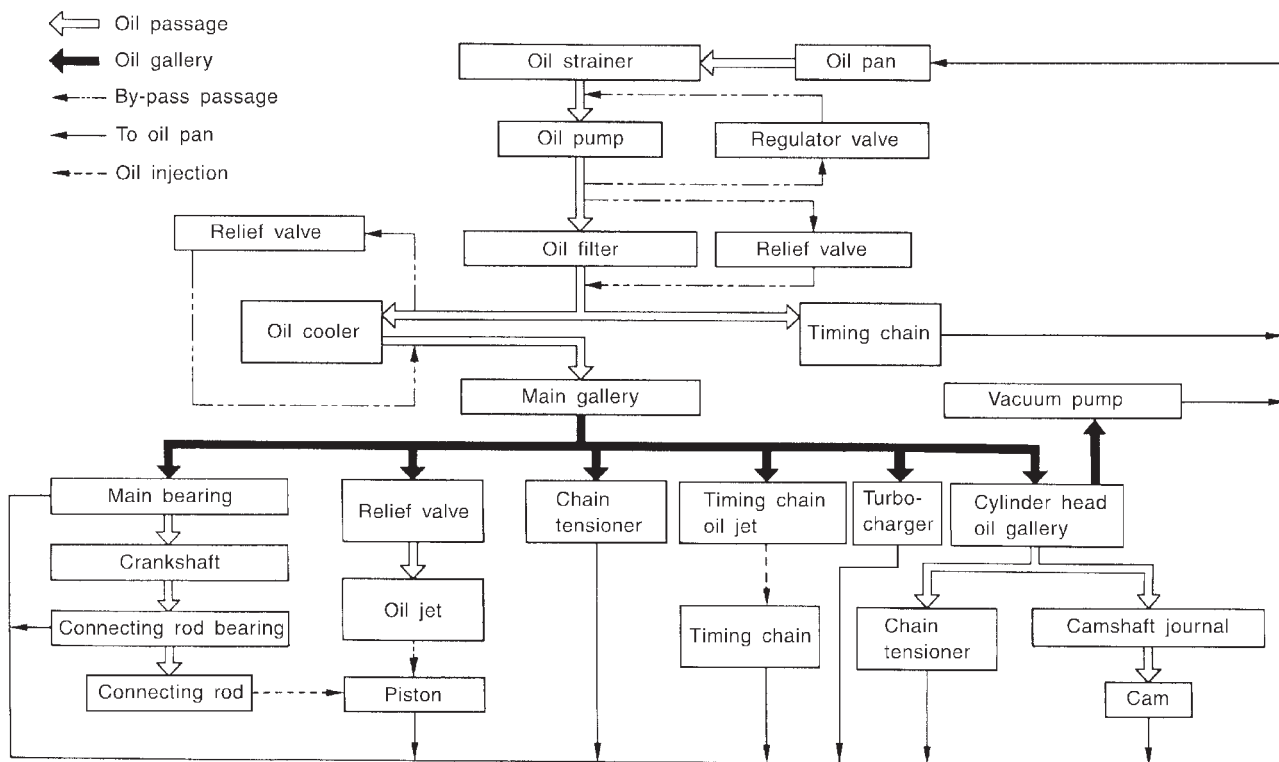 Oil passage
Oil gallery
By-pass passage
To oil pan
Oil injection
Oil strainer
Oil pan
Oil pump
Regulator valve
Relief valve
Oil filter
Relief valve
Oil cooler
Timing chain
Main gallery
Vacuum pump
Main bearing
Relief valve
Chain
tensioner
Timing chain
oil jet
Turbo-
charger
Cylinder head
oil gallery
Crankshaft
Oil jet
Connecting rod bearing
Timing chain
Chain
tensioner
Camshaft journal
Connecting rod
Piston
Cam